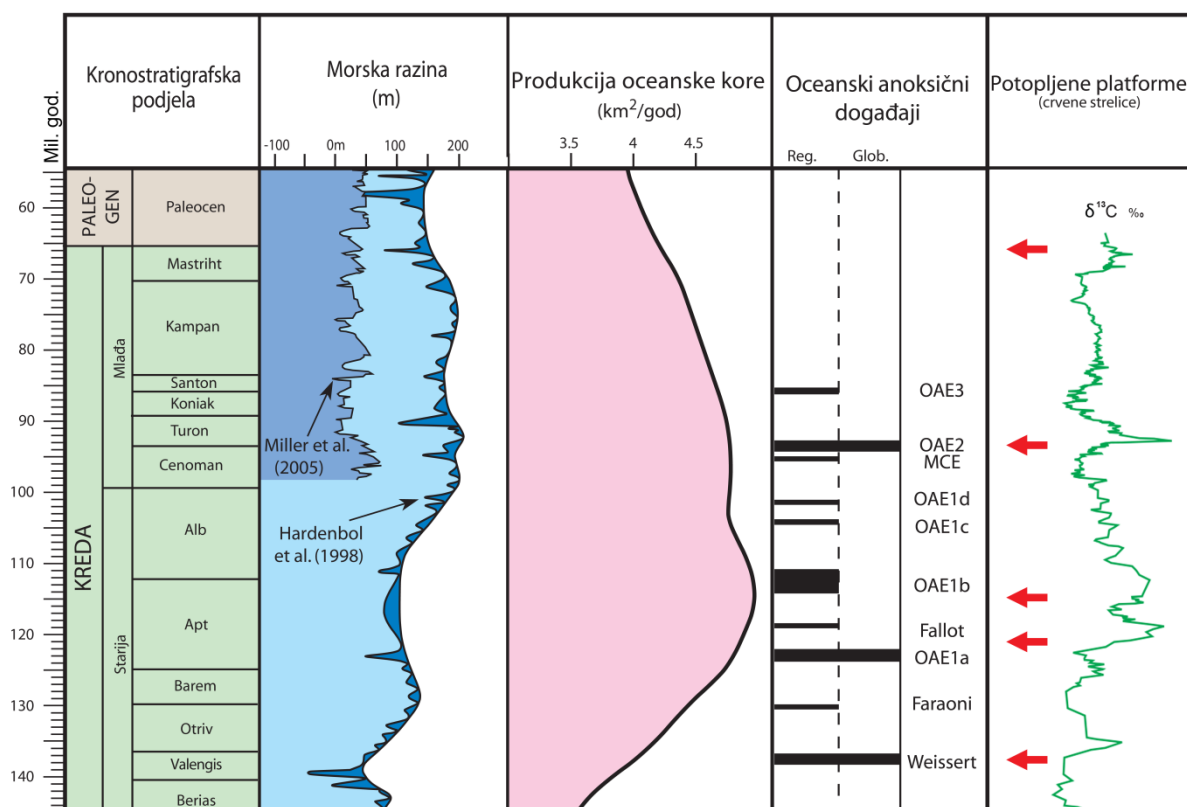 Mil. god.
Kronostratigrafska
podjela
Morska razina
(m)
-100 0m 100 200
Produkcija oceanske kore
(km²/god)
3.5 4 4.5
Oceanski anoksični
događaji
Reg. Glob.
Potopljene platforme
(crvene strelice)
δ¹³C ‰
60
70
80
90
100
110
120
130
140
PALEO-
GEN
KREDA
Mlađa
Starija
Paleocen
Mastriht
Kampan
Santon
Koniak
Turon
Cenoman
Alb
Apt
Barem
Otriv
Valengis
Berias
Miller et al.
(2005)
Hardenbol
et al. (1998)
OAE3
OAE2
MCE
OAE1d
OAE1c
OAE1b
Fallot
OAE1a
Faraoni
Weissert